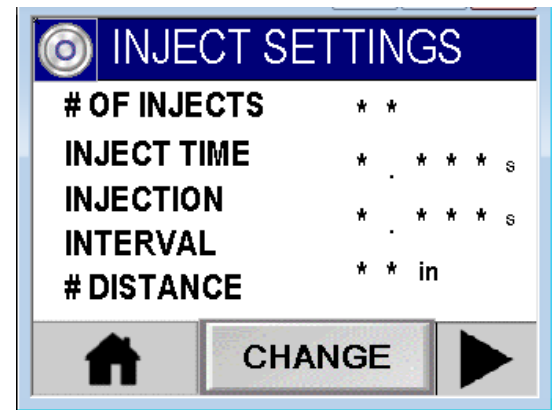 INJECT SETTINGS
# OF INJECTS * *
INJECT TIME *.*** s
INJECTION
INTERVAL *.*** s
# DISTANCE * * in
CHANGE